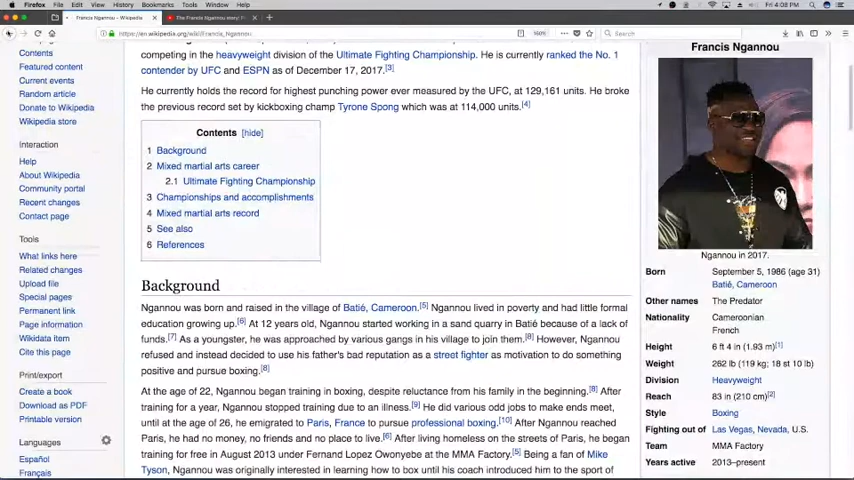 Firefox File Edit View History Bookmarks Tools Window Help
Fri 4:08 PM
Francis Ngannou – Wikipedia
The Francis Ngannou story
https://en.wikipedia.org/wiki/Francis_Ngannou
150%
Search
Contents
Featured content
Current events
Random article
Donate to Wikipedia
Wikipedia store
Interaction
Help
About Wikipedia
Community portal
Recent changes
Contact page
Tools
What links here
Related changes
Upload file
Special pages
Permanent link
Page information
Wikidata item
Cite this page
Print/export
Create a book
Download as PDF
Printable version
Languages
Español
Français
competing in the heavyweight division of the Ultimate Fighting Championship. He is currently ranked the No. 1
contender by UFC and ESPN as of December 17, 2017.[3]
He currently holds the record for highest punching power ever measured by the UFC, at 129,161 units. He broke
the previous record set by kickboxing champ Tyrone Spong which was at 114,000 units.[4]
Contents [hide]
1 Background
2 Mixed martial arts career
2.1 Ultimate Fighting Championship
3 Championships and accomplishments
4 Mixed martial arts record
5 See also
6 References
Background
Ngannou was born and raised in the village of Batié, Cameroon.[5] Ngannou lived in poverty and had little formal
education growing up.[6] At 12 years old, Ngannou started working in a sand quarry in Batié because of a lack of
funds.[7] As a youngster, he was approached by various gangs in his village to join them.[8] However, Ngannou
refused and instead decided to use his father's bad reputation as a street fighter as motivation to do something
positive and pursue boxing.[8]
At the age of 22, Ngannou began training in boxing, despite reluctance from his family in the beginning.[8] After
training for a year, Ngannou stopped training due to an illness.[9] He did various odd jobs to make ends meet,
until at the age of 26, he emigrated to Paris, France to pursue professional boxing.[10] After Ngannou reached
Paris, he had no money, no friends and no place to live.[6] After living homeless on the streets of Paris, he began
training for free in August 2013 under Fernand Lopez Owonyebe at the MMA Factory.[5] Being a fan of Mike
Tyson, Ngannou was originally interested in learning how to box until his coach introduced him to the sport of
Francis Ngannou
Ngannou in 2017.
Born September 5, 1986 (age 31)
Batié, Cameroon
Other names The Predator
Nationality Cameroonian
French
Height 6 ft 4 in (1.93 m)[1]
Weight 262 lb (119 kg; 18 st 10 lb)
Division Heavyweight
Reach 83 in (210 cm)[2]
Style Boxing
Fighting out of Las Vegas, Nevada, U.S.
Team MMA Factory
Years active 2013–present